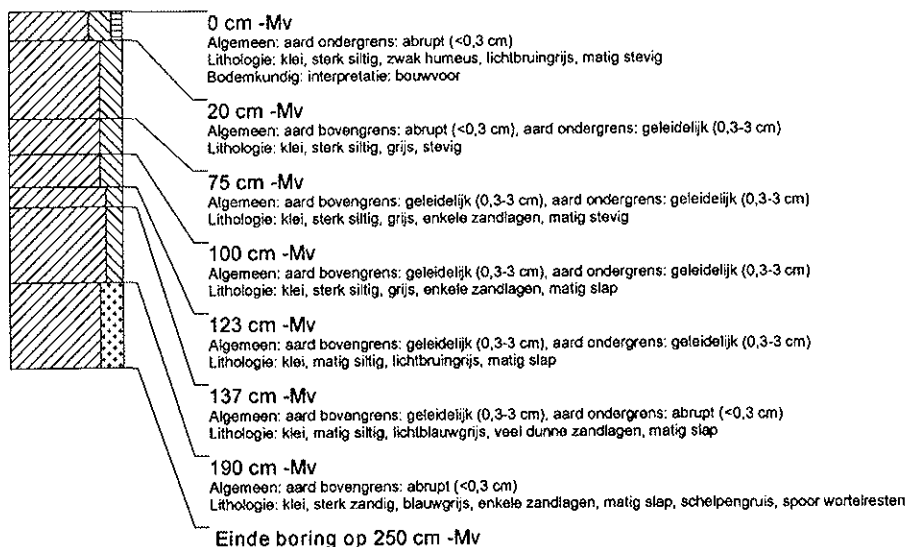 0 cm -Mv
Algemeen: aard ondergrens: abrupt (<0,3 cm)
Lithologie: klei, sterk siltig, zwak humeus, lichtbruingrijs, matig stevig
Bodemkundig: interpretatie: bouwvoor
20 cm -Mv
Algemeen: aard bovengrens: abrupt (<0,3 cm), aard ondergrens: geleidelijk (0,3-3 cm)
Lithologie: klei, sterk siltig, grijs, stevig
75 cm -Mv
Algemeen: aard bovengrens: geleidelijk (0,3-3 cm), aard ondergrens: geleidelijk (0,3-3 cm)
Lithologie: klei, sterk siltig, grijs, enkele zandlagen, matig stevig
100 cm -Mv
Algemeen: aard bovengrens: geleidelijk (0,3-3 cm), aard ondergrens: geleidelijk (0,3-3 cm)
Lithologie: klei, sterk siltig, grijs, enkele zandlagen, matig slap
123 cm -Mv
Algemeen: aard bovengrens: geleidelijk (0,3-3 cm), aard ondergrens: geleidelijk (0,3-3 cm)
Lithologie: klei, matig siltig, lichtbruingrijs, matig slap
137 cm -Mv
Algemeen: aard bovengrens: geleidelijk (0,3-3 cm), aard ondergrens: abrupt (<0,3 cm)
Lithologie: klei, matig siltig, lichtblauwgrijs, veel dunne zandlagen, matig slap
190 cm -Mv
Algemeen: aard bovengrens: abrupt (<0,3 cm)
Lithologie: klei, sterk zandig, blauwgrijs, enkele zandlagen, matig slap, schelpengruis, spoor wortelresten
Einde boring op 250 cm -Mv